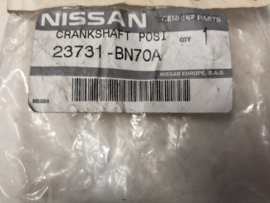 NISSAN GENUINE PARTS
CRANKSHAFT POSI QTY 1
23731-BN70A
NISSAN EUROPE, S.A.S.